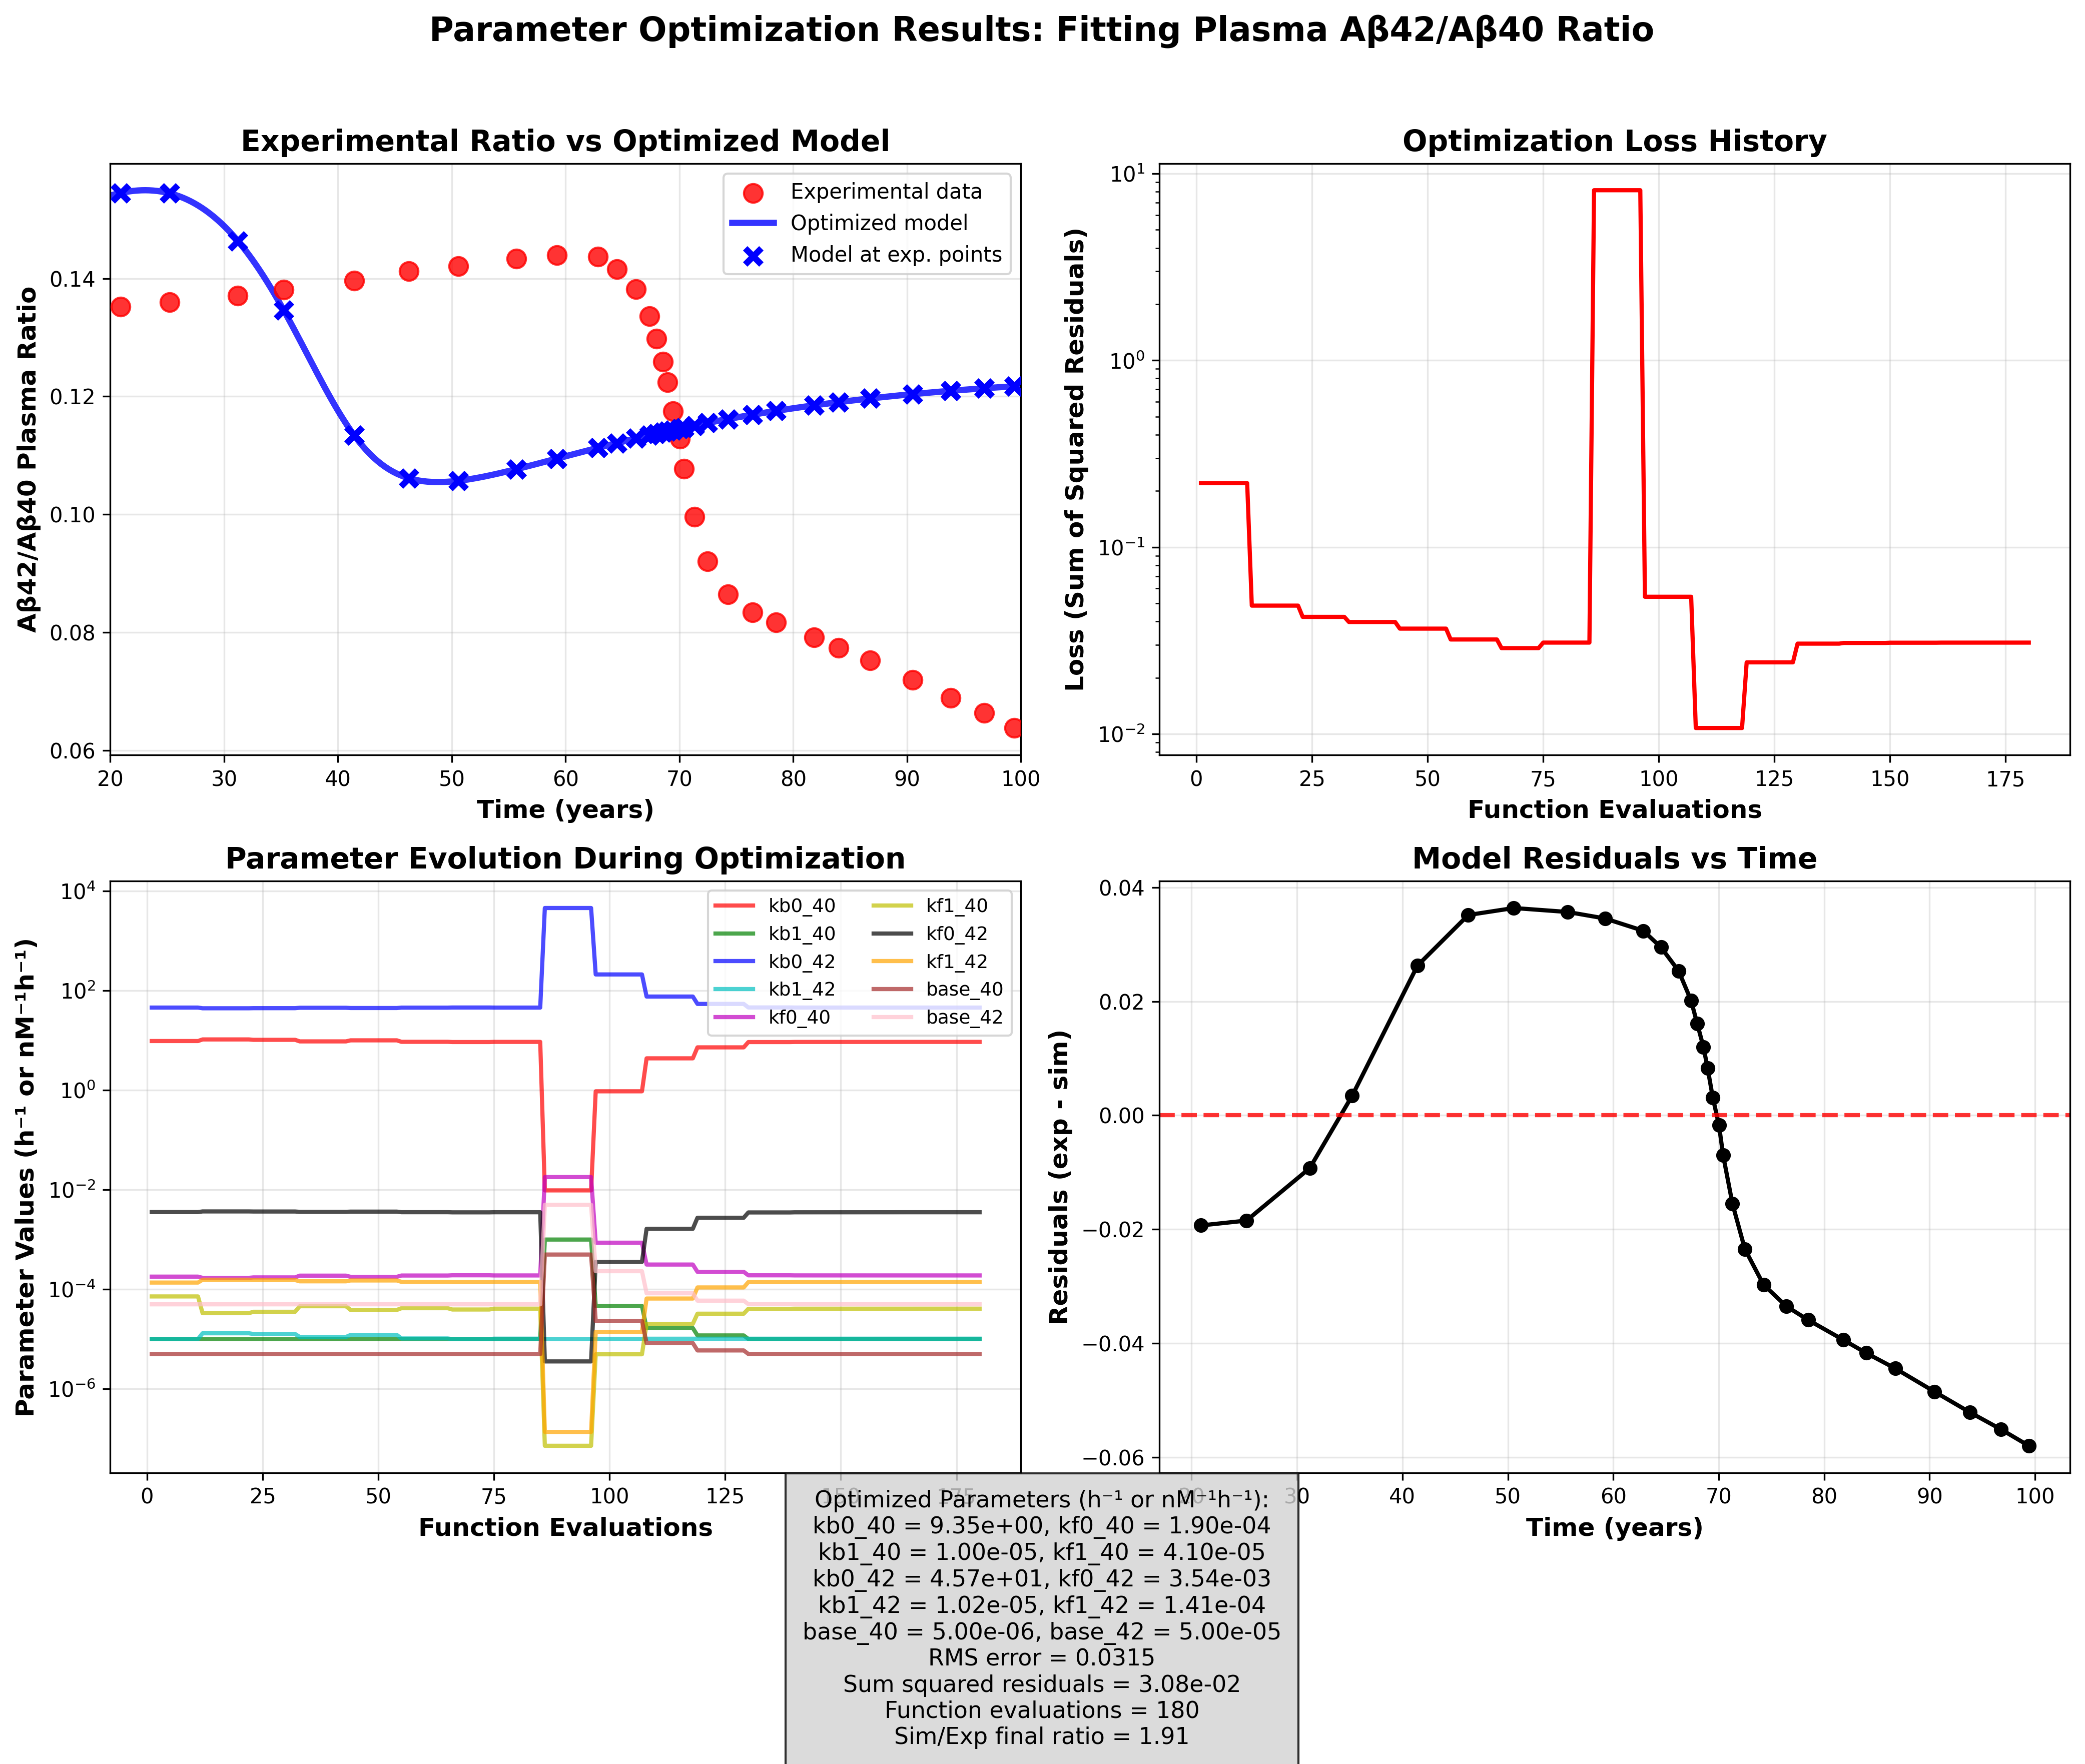 Parameter Optimization Results: Fitting Plasma Aβ42/Aβ40 Ratio
Experimental Ratio vs Optimized Model
Aβ42/Aβ40 Plasma Ratio
0.14
0.12
0.10
0.08
0.06
20 30 40 50 60 70 80 90 100
Time (years)
Experimental data
Optimized model
Model at exp. points
Optimization Loss History
Loss (Sum of Squared Residuals)
10¹
10⁰
10⁻¹
10⁻²
0 25 50 75 100 125 150 175
Function Evaluations
Parameter Evolution During Optimization
Parameter Values (h⁻¹ or nM⁻¹h⁻¹)
10⁴
10²
10⁰
10⁻²
10⁻⁴
10⁻⁶
0 25 50 75 100 125 150 175
Function Evaluations
kb0_40
kb1_40
kb0_42
kb1_42
kf0_40
kf1_40
kf0_42
kf1_42
base_40
base_42
Model Residuals vs Time
Residuals (exp - sim)
0.04
0.02
0.00
−0.02
−0.04
−0.06
20 30 40 50 60 70 80 90 100
Time (years)
Optimized Parameters (h⁻¹ or nM⁻¹h⁻¹):
kb0_40 = 9.35e+00, kf0_40 = 1.90e-04
kb1_40 = 1.00e-05, kf1_40 = 4.10e-05
kb0_42 = 4.57e+01, kf0_42 = 3.54e-03
kb1_42 = 1.02e-05, kf1_42 = 1.41e-04
base_40 = 5.00e-06, base_42 = 5.00e-05
RMS error = 0.0315
Sum squared residuals = 3.08e-02
Function evaluations = 180
Sim/Exp final ratio = 1.91